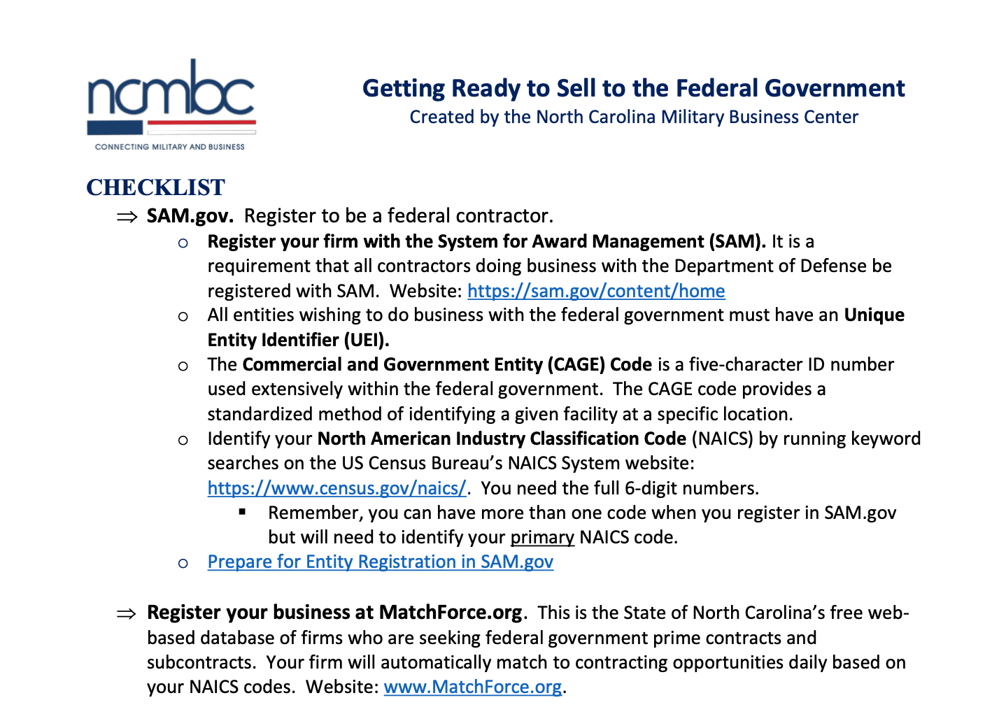 ncmbc
CONNECTING MILITARY AND BUSINESS
Getting Ready to Sell to the Federal Government
Created by the North Carolina Military Business Center
CHECKLIST
⇒ SAM.gov.  Register to be a federal contractor.
o Register your firm with the System for Award Management (SAM). It is a
requirement that all contractors doing business with the Department of Defense be
registered with SAM.  Website: https://sam.gov/content/home
o All entities wishing to do business with the federal government must have an Unique
Entity Identifier (UEI).
o The Commercial and Government Entity (CAGE) Code is a five-character ID number
used extensively within the federal government.  The CAGE code provides a
standardized method of identifying a given facility at a specific location.
o Identify your North American Industry Classification Code (NAICS) by running keyword
searches on the US Census Bureau’s NAICS System website:
https://www.census.gov/naics/.  You need the full 6-digit numbers.
▪ Remember, you can have more than one code when you register in SAM.gov
but will need to identify your primary NAICS code.
o Prepare for Entity Registration in SAM.gov
⇒ Register your business at MatchForce.org.  This is the State of North Carolina’s free web-
based database of firms who are seeking federal government prime contracts and
subcontracts.  Your firm will automatically match to contracting opportunities daily based on
your NAICS codes.  Website: www.MatchForce.org.